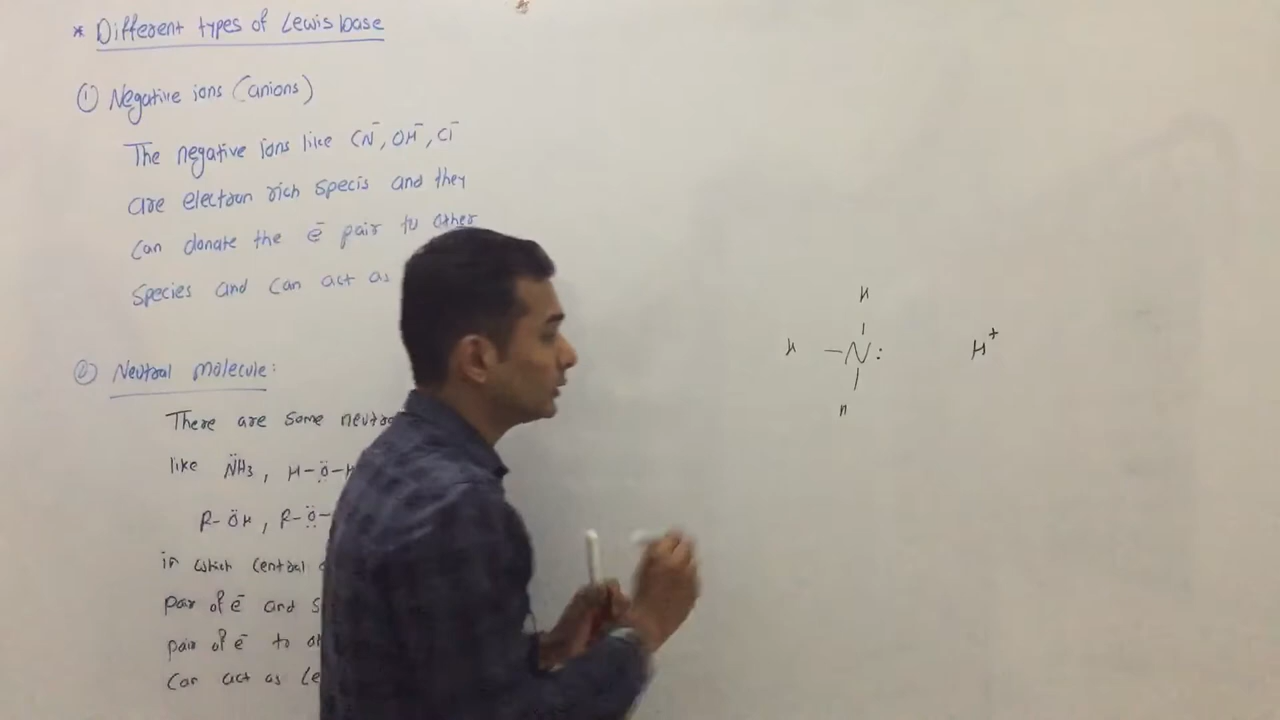 * Different types of Lewis base
① Negative ions (anions)
The negative ions like CN⁻, OH⁻, Cl⁻
are electron rich specis and they
can donate the e⁻ pair to other
species and can act as
② Neutral molecule:
There are some
like N̈H3, H-Ö-H
R-ÖH, R-Ö-
in which central
pair of e⁻ and
pair of e⁻ to
can act as
H
H -N: H⁺
H